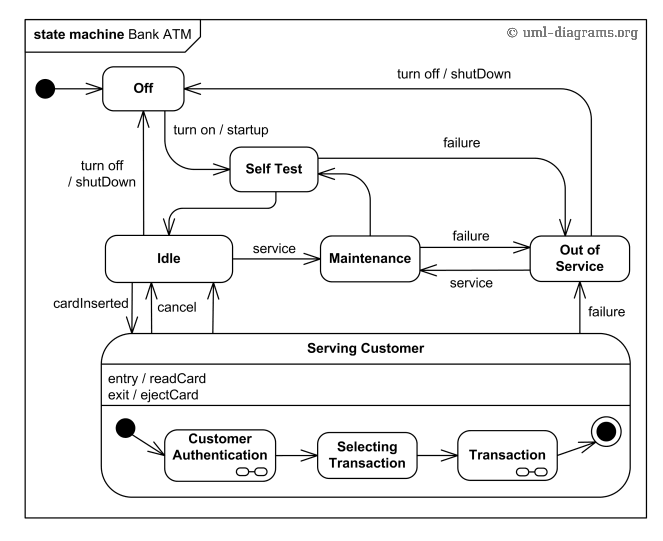 state machine Bank ATM
© uml-diagrams.org
Off
turn off / shutDown
turn on / startup
failure
Self Test
turn off
/ shutDown
Idle
service
Maintenance
failure
service
Out of
Service
cardInserted
cancel
failure
Serving Customer
entry / readCard
exit / ejectCard
Customer
Authentication
Selecting
Transaction
Transaction